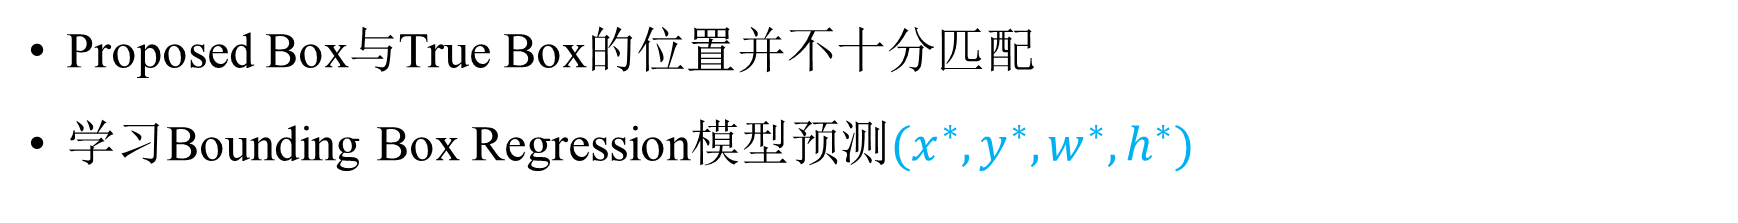 • Proposed Box与True Box的位置并不十分匹配
• 学习Bounding Box Regression模型预测(x*, y*, w*, h*)